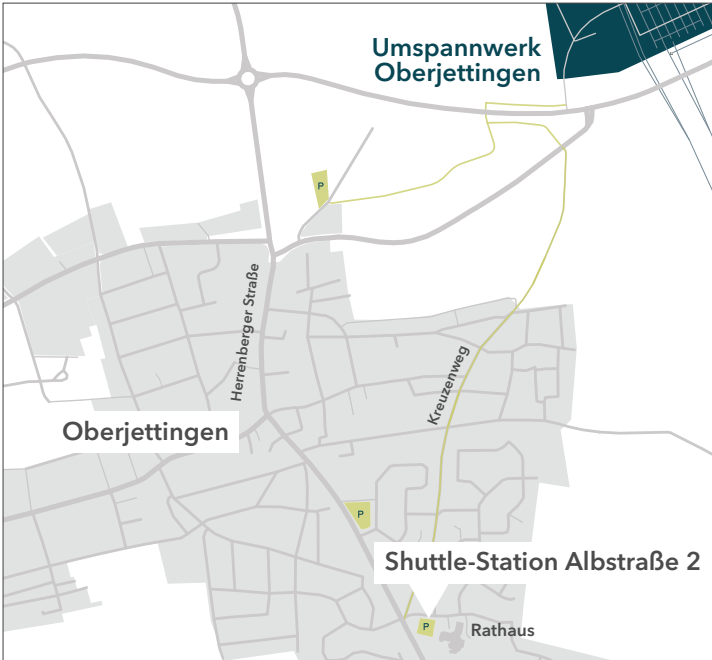 Umspannwerk
Oberjettingen
P
Herrenberger Straße
Kreuzenweg
Oberjettingen
P
Shuttle-Station Albstraße 2
P
Rathaus